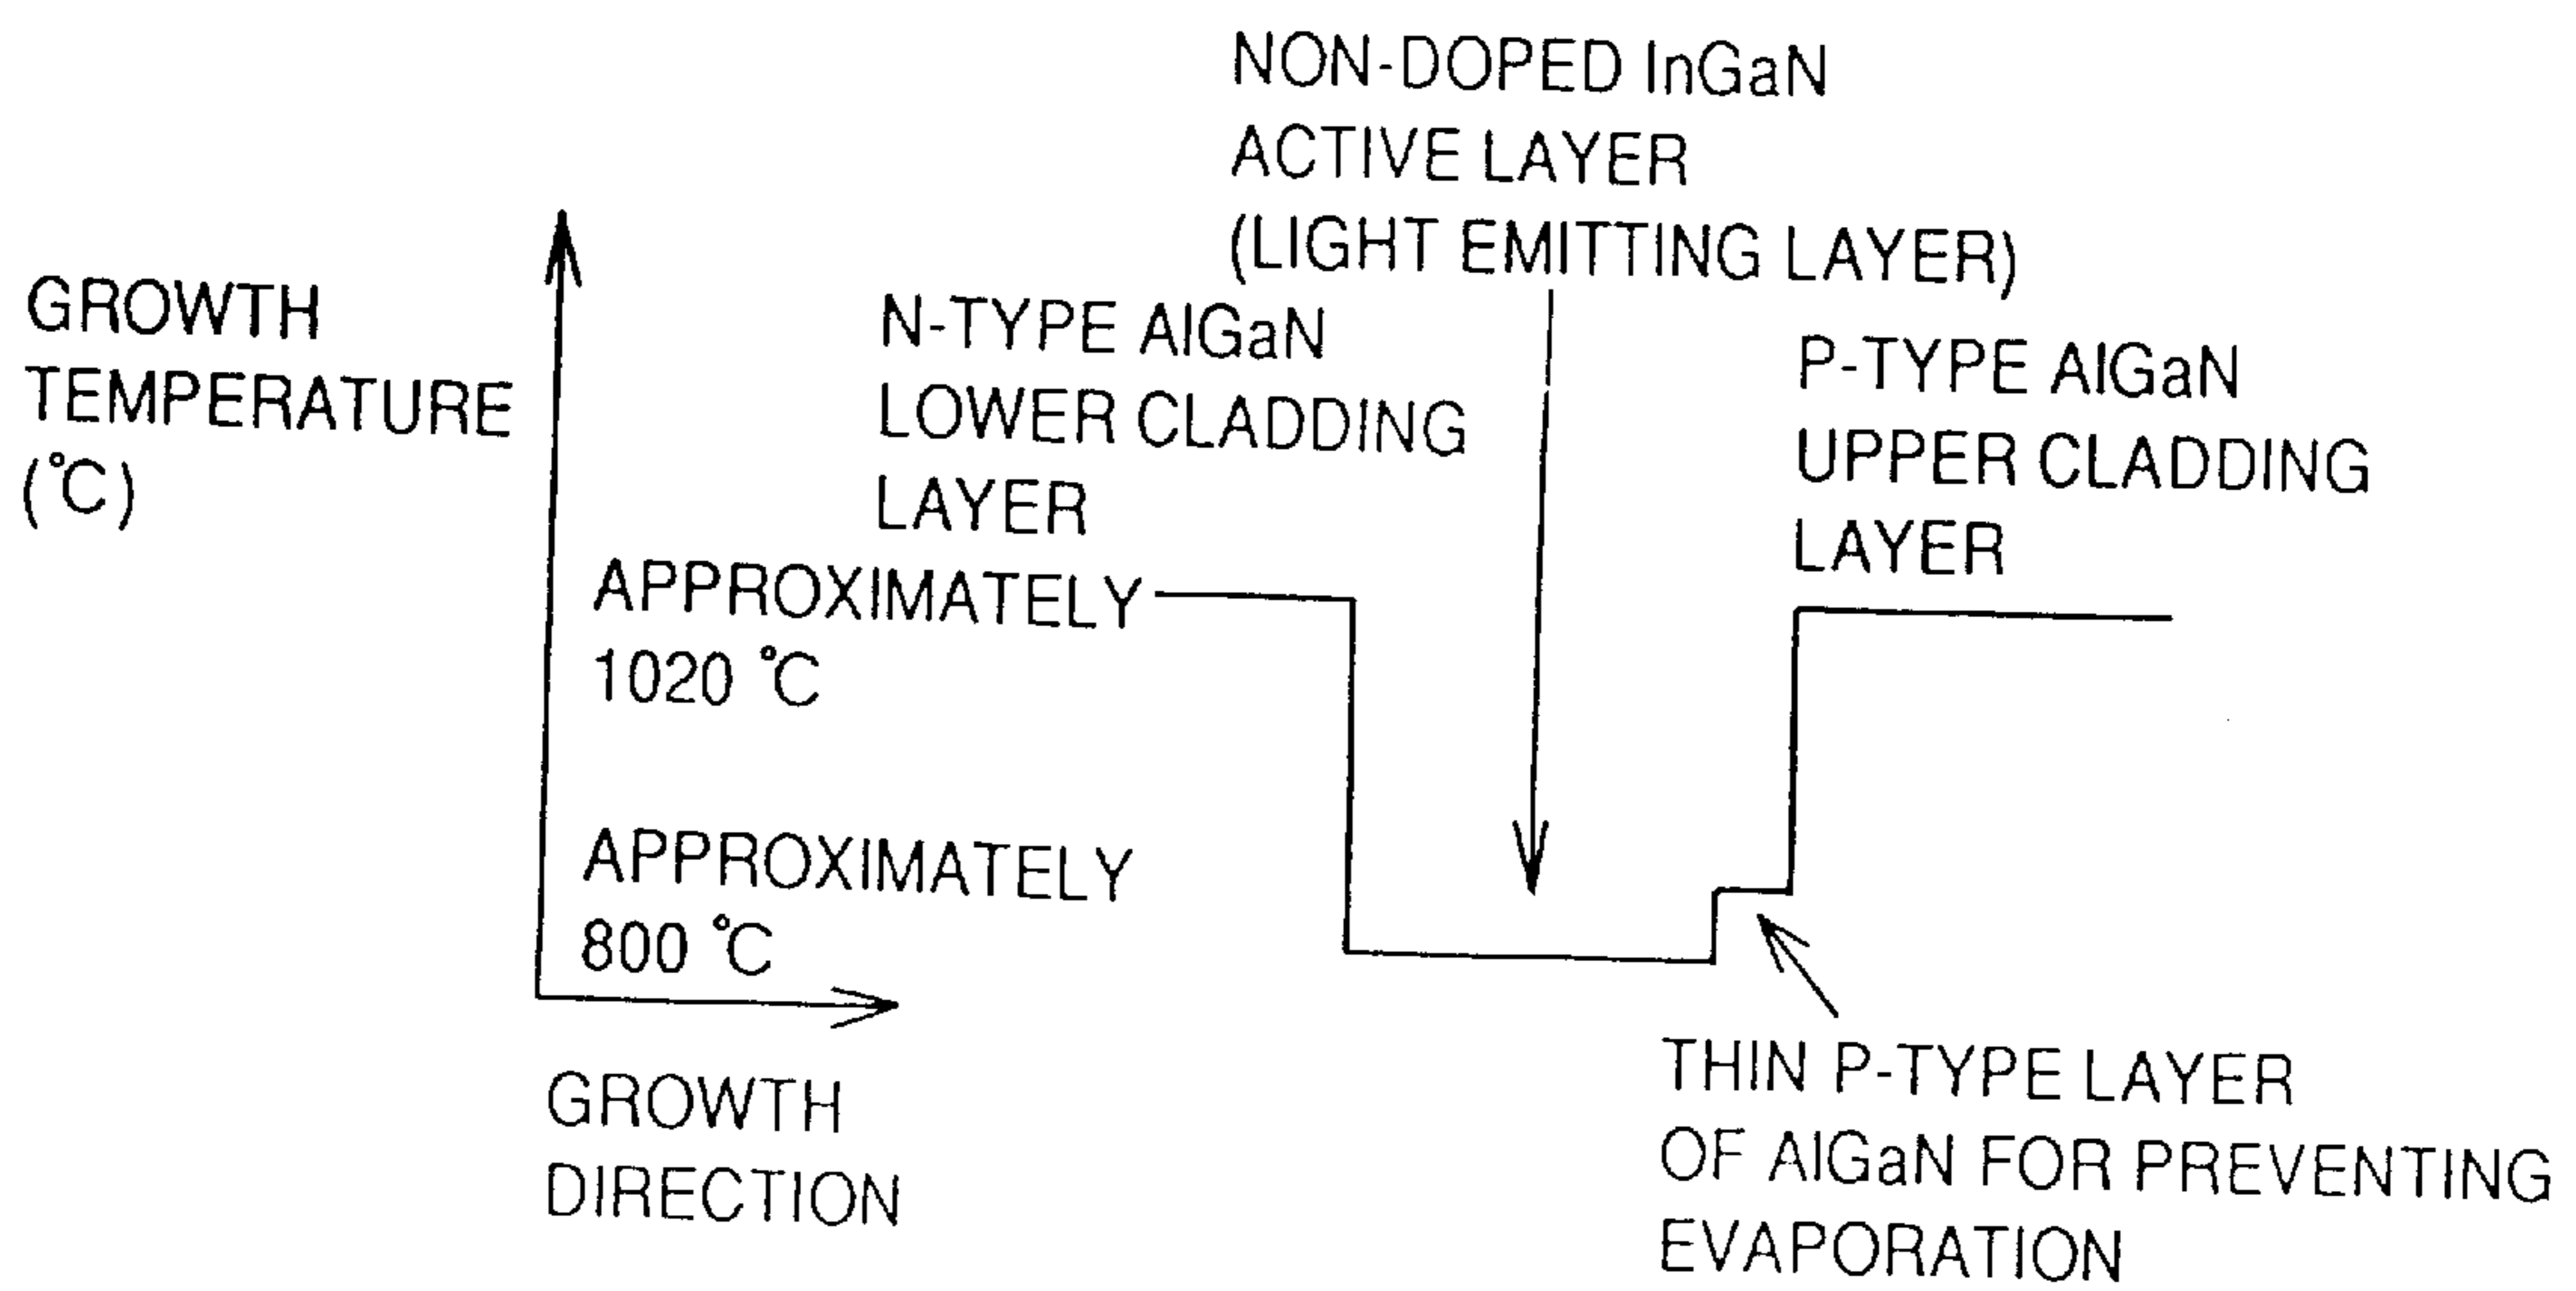 NON-DOPED InGaN
ACTIVE LAYER
(LIGHT EMITTING LAYER)
GROWTH
TEMPERATURE
(℃)
N-TYPE AlGaN
LOWER CLADDING
LAYER
P-TYPE AlGaN
UPPER CLADDING
LAYER
APPROXIMATELY
1020 ℃
APPROXIMATELY
800 ℃
GROWTH
DIRECTION
THIN P-TYPE LAYER
OF AlGaN FOR PREVENTING
EVAPORATION